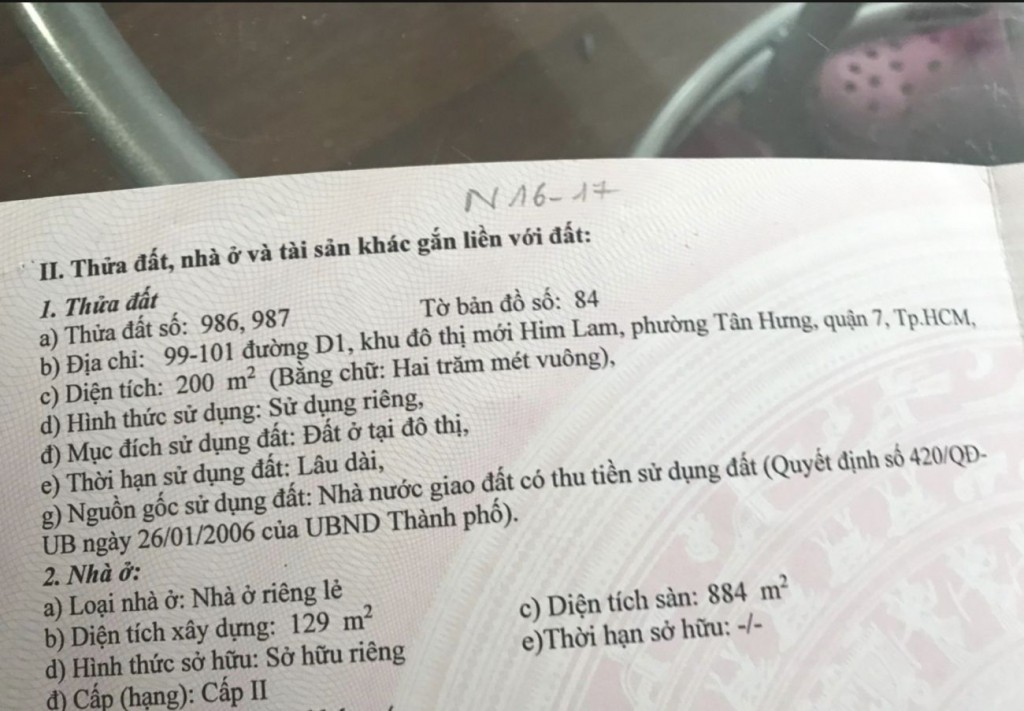 N 16-17
II. Thửa đất, nhà ở và tài sản khác gắn liền với đất:
1. Thửa đất
a) Thửa đất số: 986, 987 Tờ bản đồ số: 84
b) Địa chỉ: 99-101 đường D1, khu đô thị mới Him Lam, phường Tân Hưng, quận 7, Tp.HCM,
c) Diện tích: 200 m² (Bằng chữ: Hai trăm mét vuông),
d) Hình thức sử dụng: Sử dụng riêng,
đ) Mục đích sử dụng đất: Đất ở tại đô thị,
e) Thời hạn sử dụng đất: Lâu dài,
g) Nguồn gốc sử dụng đất: Nhà nước giao đất có thu tiền sử dụng đất (Quyết định số 420/QĐ-
UB ngày 26/01/2006 của UBND Thành phố).
2. Nhà ở:
a) Loại nhà ở: Nhà ở riêng lẻ
b) Diện tích xây dựng: 129 m² c) Diện tích sàn: 884 m²
d) Hình thức sở hữu: Sở hữu riêng e)Thời hạn sở hữu: -/-
đ) Cấp (hạng): Cấp II